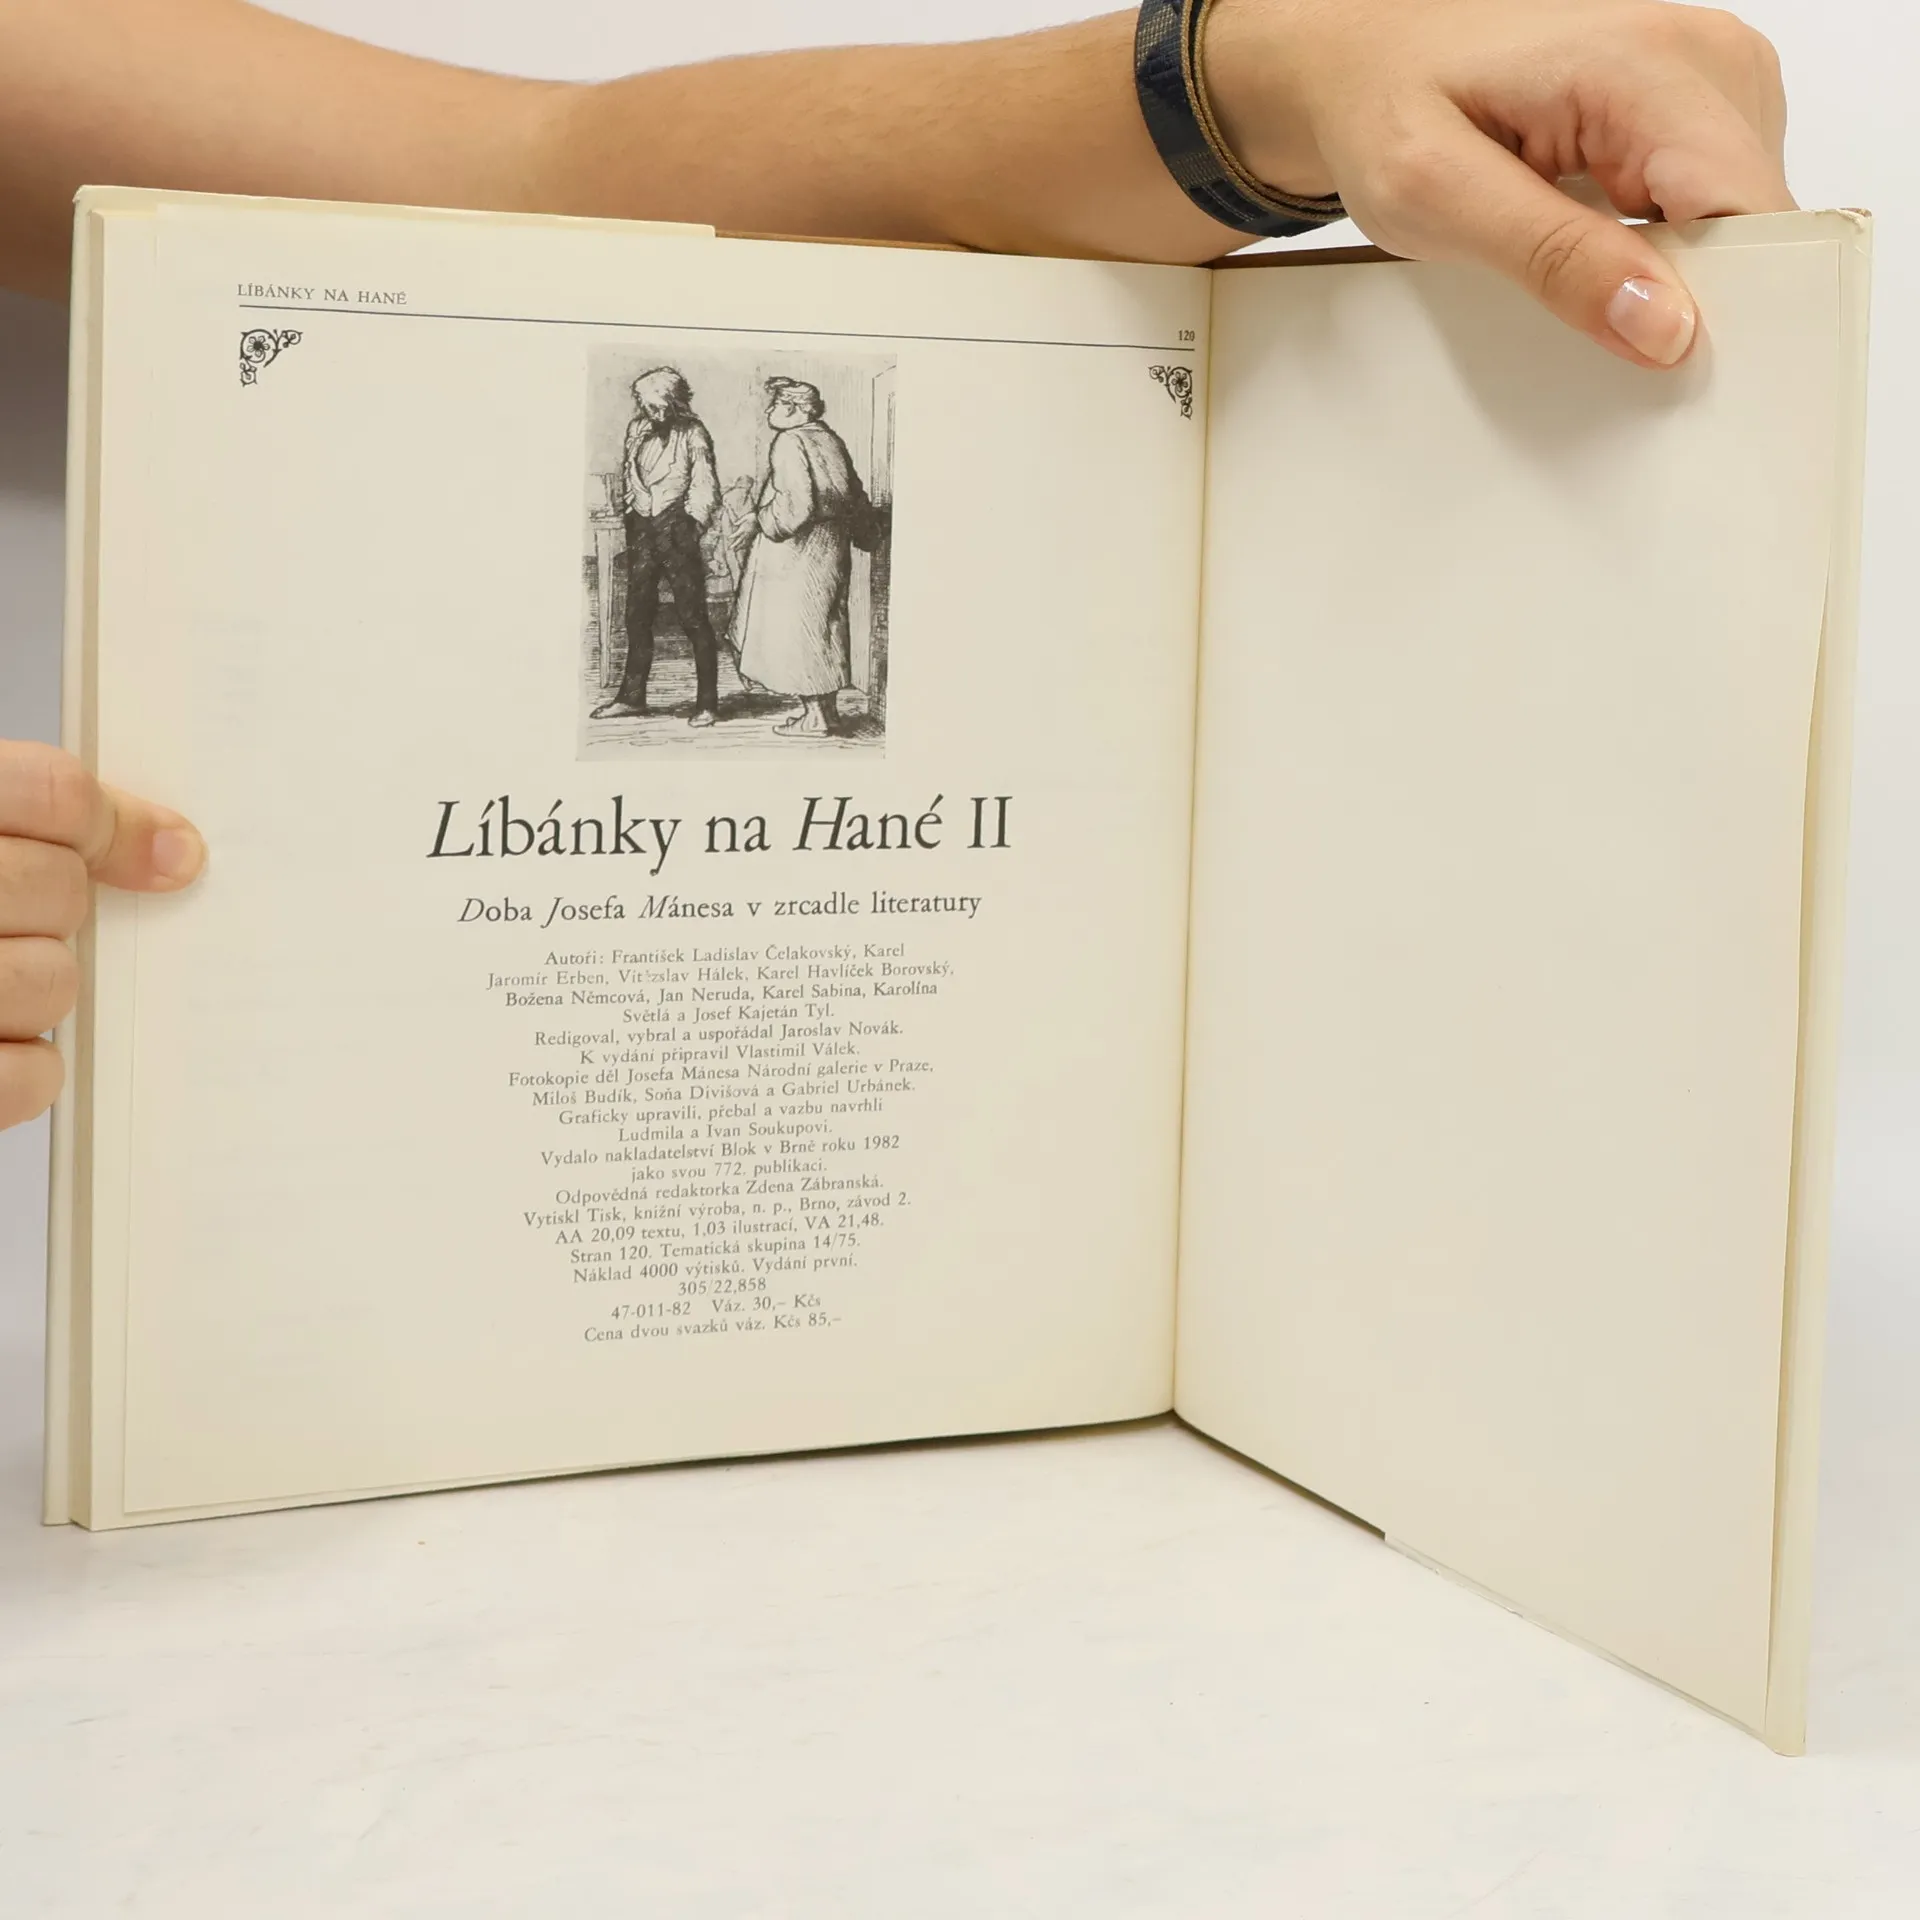 LÍBÁNKY NA HANÉ
120
Líbánky na Hané II
Doba Josefa Mánesa v zrcadle literatury
Autoři: František Ladislav Čelakovský, Karel
Jaromír Erben, Vítězslav Hálek, Karel Havlíček Borovský,
Božena Němcová, Jan Neruda, Karel Sabina, Karolína
Světlá a Josef Kajetán Tyl.
Redigoval, vybral a uspořádal Jaroslav Novák.
K vydání připravil Vlastimil Válek.
Fotokopie děl Josefa Mánesa Národní galerie v Praze,
Miloš Budík, Soňa Divišová a Gabriel Urbánek.
Graficky upravili, přebal a vazbu navrhli
Ludmila a Ivan Soukupovi.
Vydalo nakladatelství Blok v Brně roku 1982
jako svou 772. publikaci.
Odpovědná redaktorka Zdena Zábranská.
Vytiskl Tisk, knižní výroba, n. p., Brno, závod 2.
AA 20,09 textu, 1,03 ilustrací, VA 21,48.
Stran 120. Tematická skupina 14/75.
Náklad 4000 výtisků. Vydání první.
305/22,858
47-011-82 Váz. 30,– Kčs
Cena dvou svazků váz. Kčs 85,–